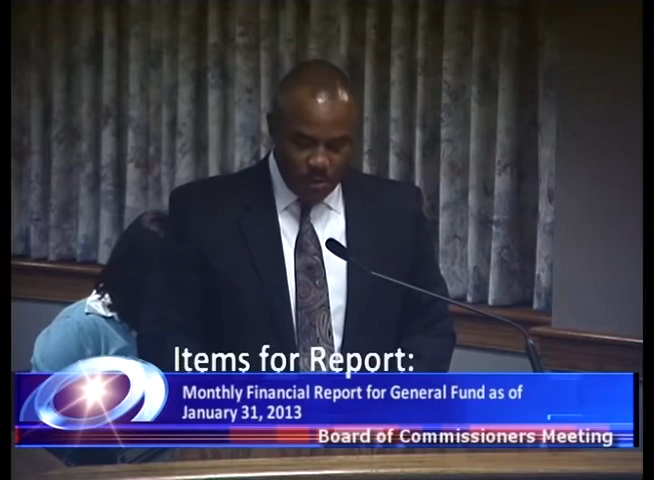 Items for Report:
Monthly Financial Report for General Fund as of
January 31, 2013
Board of Commissioners Meeting